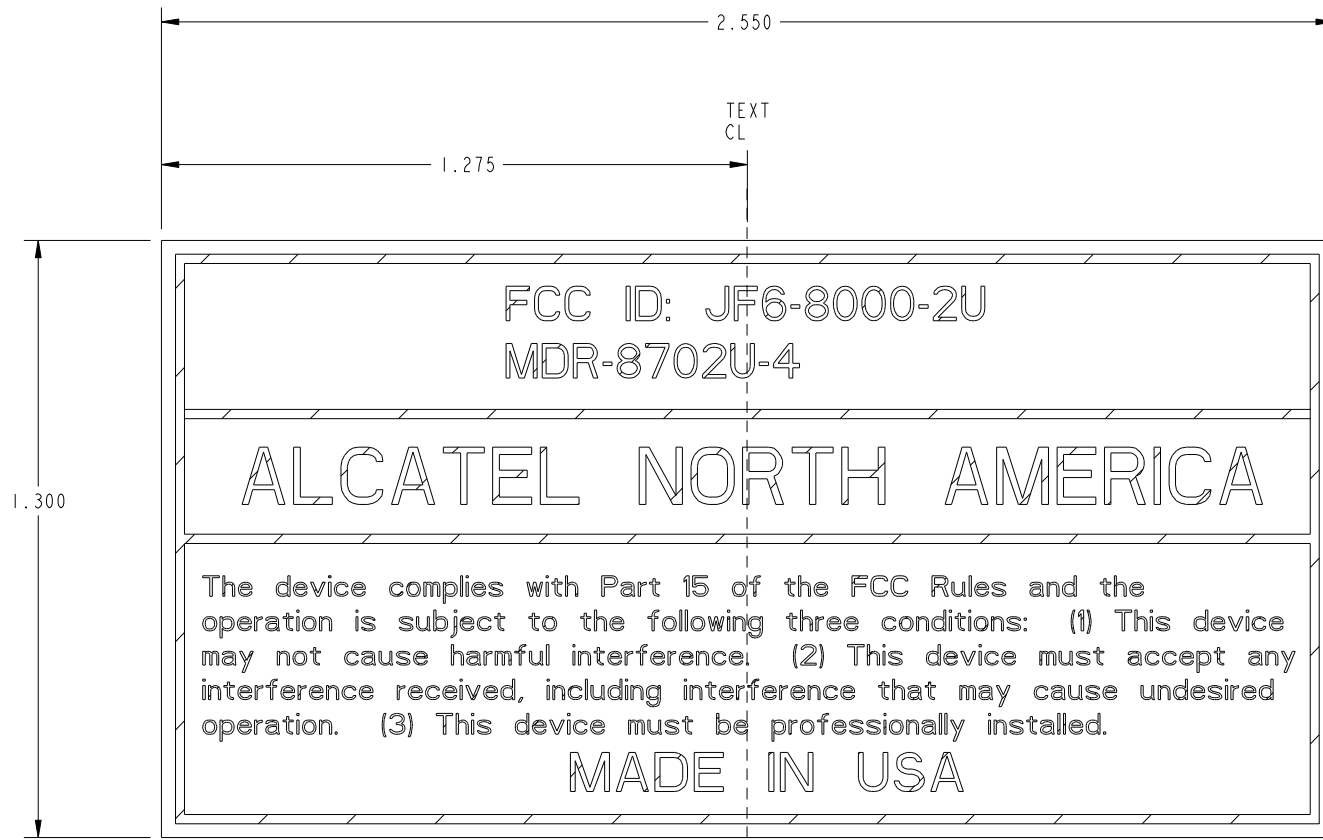 2.550
TEXT
CL
1.275
1.300
FCC ID: JF6-8000-2U
MDR-8702U-4
ALCATEL NORTH AMERICA
The device complies with Part 15 of the FCC Rules and the
operation is subject to the following three conditions: (1) This device
may not cause harmful interference. (2) This device must accept any
interference received, including interference that may cause undesired
operation. (3) This device must be professionally installed.
MADE IN USA